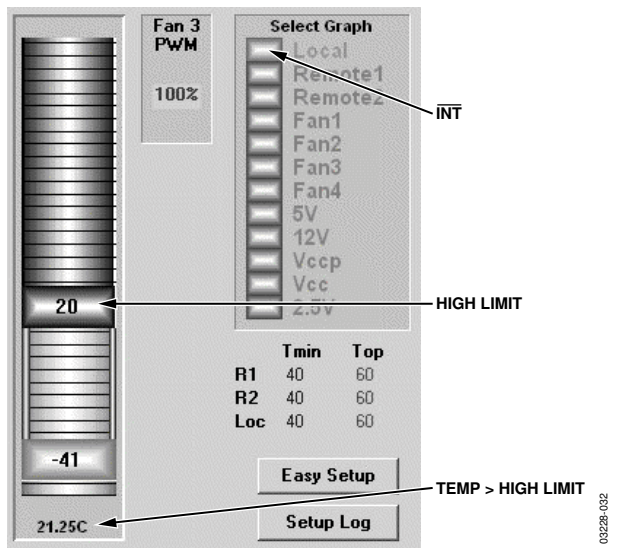 Fan 3
PWM
100%
Select Graph
Local
Remote1
Remote2
Fan1
Fan2
Fan3
Fan4
5V
12V
Vccp
Vcc
2.5V
INT
20
HIGH LIMIT
Tmin Top
R1 40 60
R2 40 60
Loc 40 60
-41
Easy Setup
TEMP > HIGH LIMIT
21.25C
Setup Log
03228-032